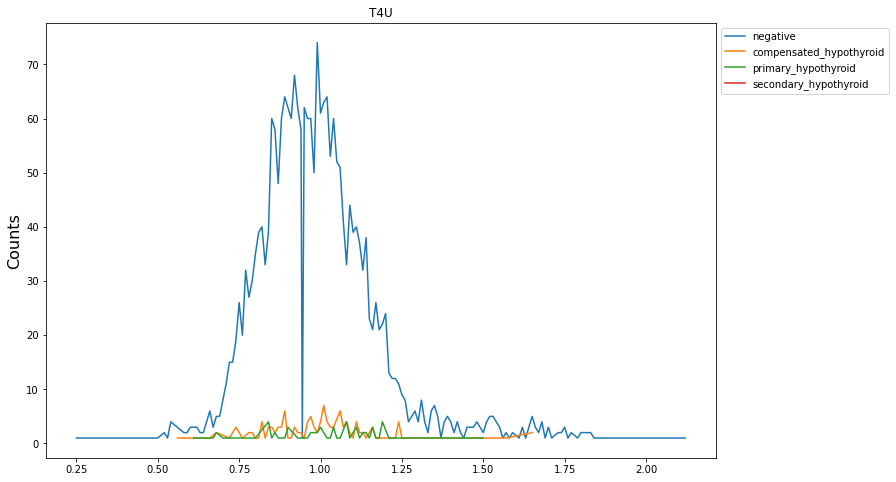 T4U
negative
compensated_hypothyroid
primary_hypothyroid
secondary_hypothyroid
Counts
70
60
50
40
30
20
10
0
0.25 0.50 0.75 1.00 1.25 1.50 1.75 2.00